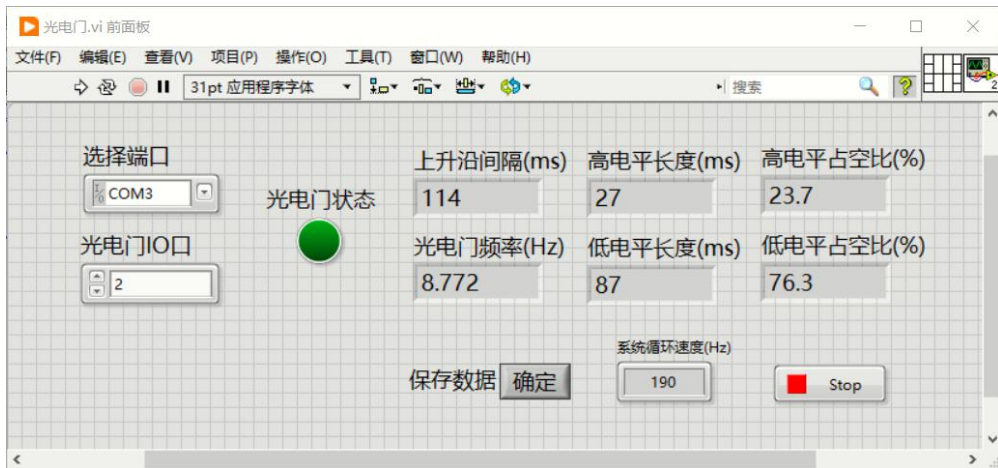 光电门.vi 前面板
文件(F) 编辑(E) 查看(V) 项目(P) 操作(O) 工具(T) 窗口(W) 帮助(H)
31pt 应用程序字体 搜索
选择端口
COM3
光电门IO口
2
光电门状态
上升沿间隔(ms) 高电平长度(ms) 高电平占空比(%)
114 27 23.7
光电门频率(Hz) 低电平长度(ms) 低电平占空比(%)
8.772 87 76.3
系统循环速度(Hz)
保存数据 确定 190 Stop
2